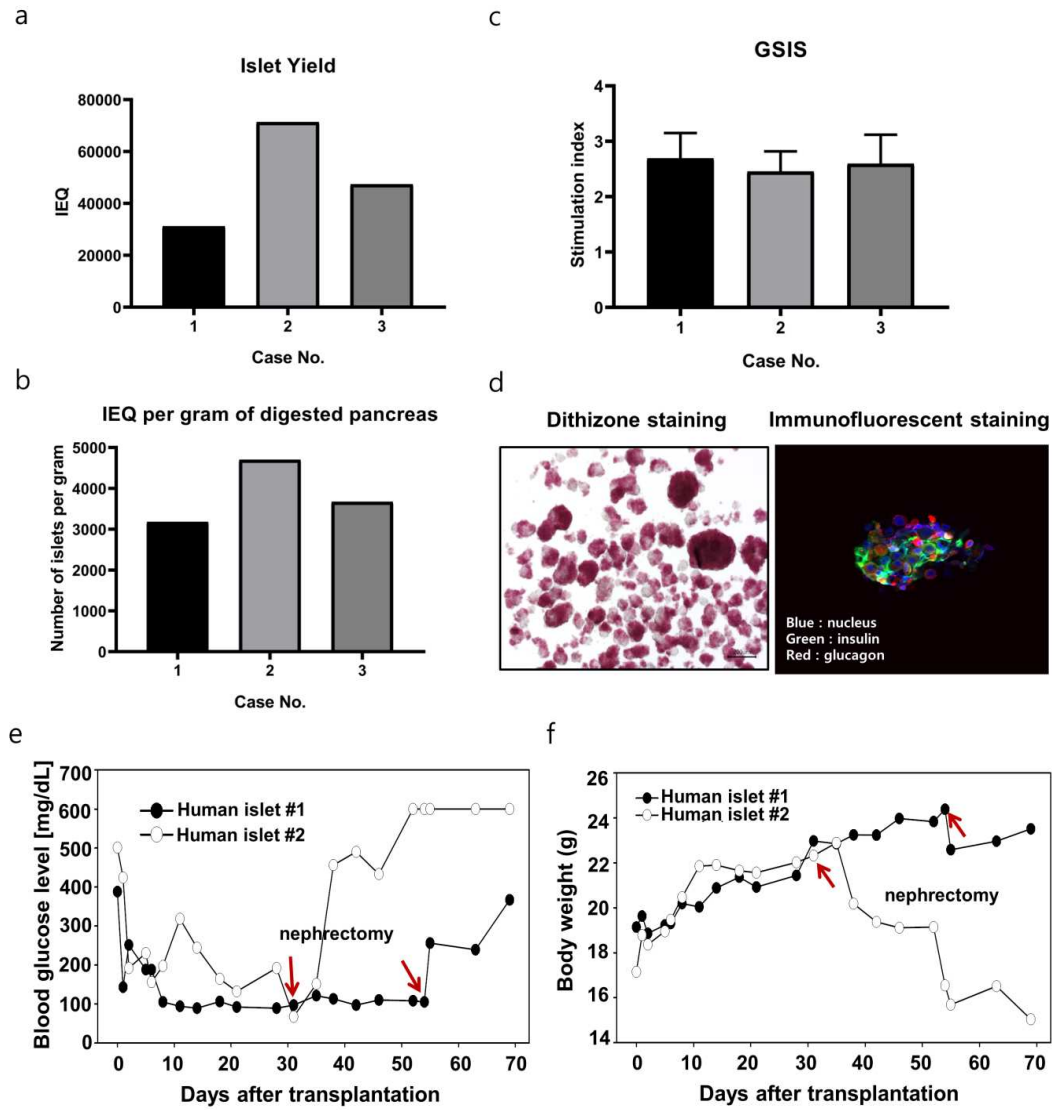 a
Islet Yield
80000
60000
40000
20000
0
IEQ
1 2 3
Case No.
b
IEQ per gram of digested pancreas
5000
4000
3000
2000
1000
0
Number of islets per gram
1 2 3
Case No.
c
GSIS
4
3
2
1
0
Stimulation index
1 2 3
Case No.
d
Dithizone staining
Immunofluorescent staining
Blue : nucleus
Green : insulin
Red : glucagon
e
700
600
500
400
300
200
100
0
Blood glucose level [mg/dL]
Human islet #1
Human islet #2
nephrectomy
0 10 20 30 40 50 60 70
Days after transplantation
f
26
24
22
20
18
16
14
Body weight (g)
Human islet #1
Human islet #2
nephrectomy
0 10 20 30 40 50 60 70
Days after transplantation